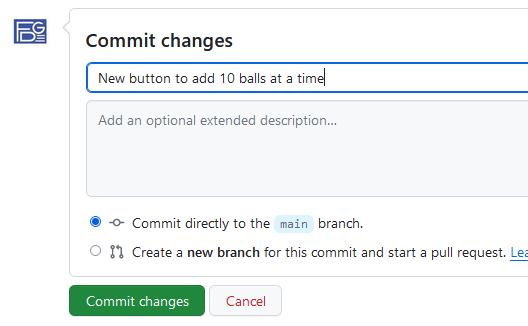 Commit changes
New button to add 10 balls at a time
Add an optional extended description...
Commit directly to the main branch.
Create a new branch for this commit and start a pull request. Lea
Commit changes
Cancel